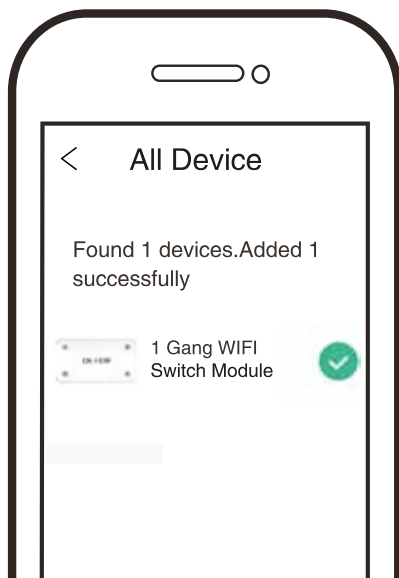 All Device
Found 1 devices.Added 1
successfully
1 Gang WIFI
Switch Module